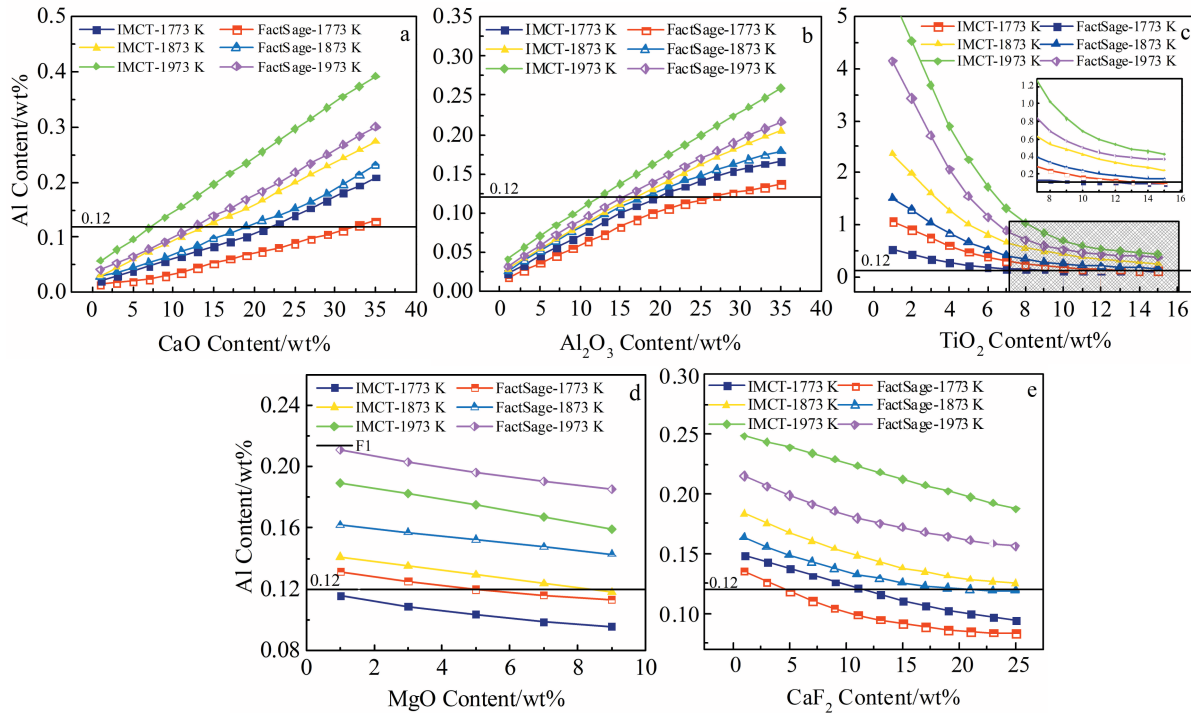 a
IMCT-1773 K FactSage-1773 K
IMCT-1873 K FactSage-1873 K
IMCT-1973 K FactSage-1973 K
0.12
Al Content/wt%
0.5
0.4
0.3
0.2
0.1
0.0
0 5 10 15 20 25 30 35 40
CaO Content/wt%
b
IMCT-1773 K FactSage-1773 K
IMCT-1873 K FactSage-1873 K
IMCT-1973 K FactSage-1973 K
0.12
0.35
0.30
0.25
0.20
0.15
0.10
0.05
0.00
0 5 10 15 20 25 30 35 40
Al₂O₃ Content/wt%
c
IMCT-1773 K FactSage-1773 K
IMCT-1873 K FactSage-1873 K
IMCT-1973 K FactSage-1973 K
0.12
5
4
3
2
1
0
1.2
1.0
0.8
0.6
0.4
0.2
8 10 12 14 16
0 2 4 6 8 10 12 14 16
TiO₂ Content/wt%
d
IMCT-1773 K FactSage-1773 K
IMCT-1873 K FactSage-1873 K
IMCT-1973 K FactSage-1973 K
F1
0.12
Al Content/wt%
0.24
0.20
0.16
0.12
0.08
0 2 4 6 8 10
MgO Content/wt%
e
IMCT-1773 K FactSage-1773 K
IMCT-1873 K FactSage-1873 K
IMCT-1973 K FactSage-1973 K
0.12
0.30
0.25
0.20
0.15
0.10
0 5 10 15 20 25
CaF₂ Content/wt%